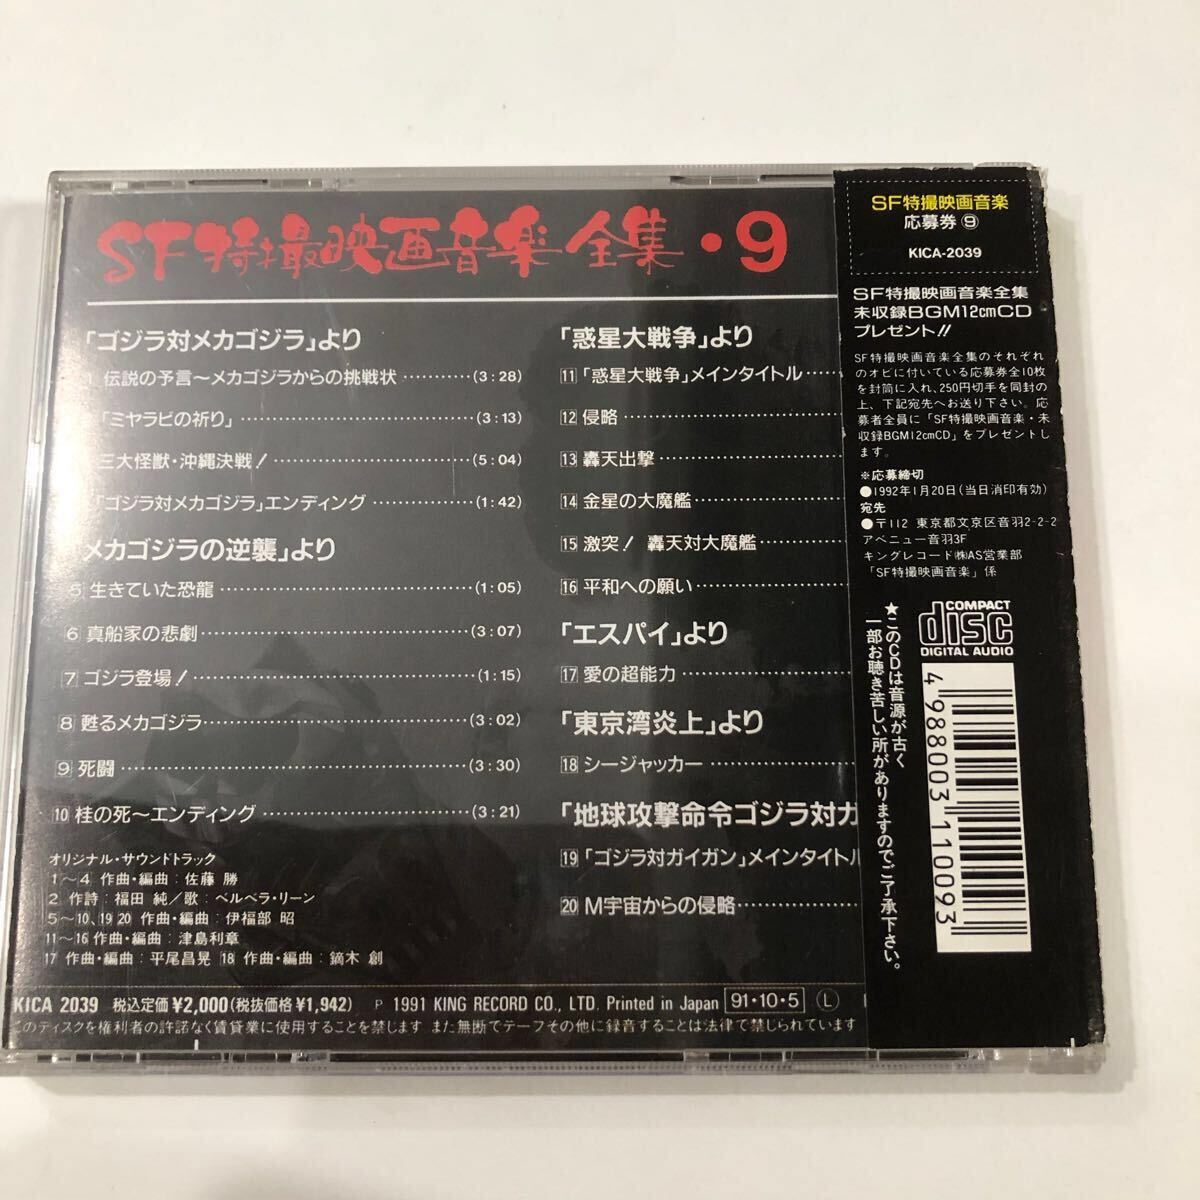 SF特撮映画音楽全集・9
「ゴジラ対メカゴジラ」より
1 伝説の予言〜メカゴジラからの挑戦状 (3:28)
「ミヤラビの祈り」 (3:13)
三大怪獣・沖縄決戦! (5:04)
「ゴジラ対メカゴジラ」エンディング (1:42)
メカゴジラの逆襲」より
5 生きていた恐龍 (1:05)
6 真船家の悲劇 (3:07)
7 ゴジラ登場! (1:15)
8 甦るメカゴジラ (3:02)
9 死闘 (3:30)
10 桂の死〜エンディング (3:21)
オリジナル・サウンドトラック
1〜4 作曲・編曲:佐藤 勝
2 作詩:福田 純/歌:ベルベラ・リーン
5〜10、19 20 作曲・編曲:伊福部 昭
11〜16 作曲・編曲:津島利章
17 作曲・編曲:平尾昌晃 18 作曲・編曲:鏑木 創
「惑星大戦争」より
11 「惑星大戦争」メインタイトル
12 侵略
13 轟天出撃
14 金星の大魔艦
15 激突! 轟天対大魔艦
16 平和への願い
「エスパイ」より
17 愛の超能力
「東京湾炎上」より
18 シージャッカー
「地球攻撃命令ゴジラ対ガ
19 「ゴジラ対ガイガン」メインタイトル
20 M宇宙からの侵略
KICA 2039 税込定価¥2,000(税抜価格¥1,942) P 1991 KING RECORD CO., LTD. Printed in Japan 91・10・5 L
このディスクを権利者の許諾なく賃貸業に使用することを禁じます。また無断でテープその他に録音することは法律で禁じられています
SF特撮映画音楽
応募券⑨
KICA-2039
SF特撮映画音楽全集
未収録BGM12cmCD
プレゼント!!
SF特撮映画音楽全集のそれぞれ
のオビに付いている応募券全10枚
を封筒に入れ、250円切手を同封の
上、下記宛先へお送り下さい。応
募者全員に「SF特撮映画音楽・未
収録BGM12cmCD」をプレゼントし
ます。
※応募締切
●1992年1月20日(当日消印有効)
宛先
●〒112 東京都文京区音羽2-2-2
アベニュー音羽3F
キングレコード㈱AS営業部
「SF特撮映画音楽」係
COMPACT
disc
DIGITAL AUDIO
★このCDは音源が古く
一部お聴き苦しい所がありますのでご了承下さい。
4988003110093